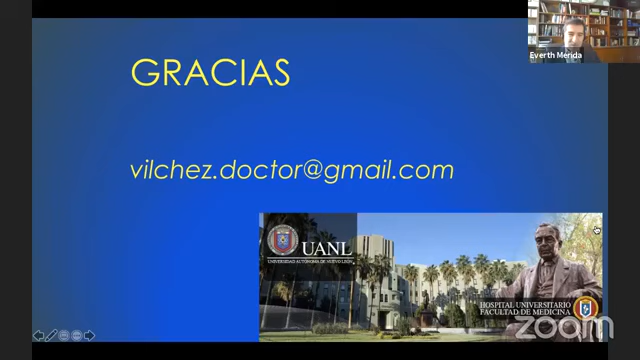 Everth Mérida
GRACIAS
vilchez.doctor@gmail.com
UANL
UNIVERSIDAD AUTÓNOMA DE NUEVO LEÓN
HOSPITAL UNIVERSITARIO
FACULTAD DE MEDICINA
zoom